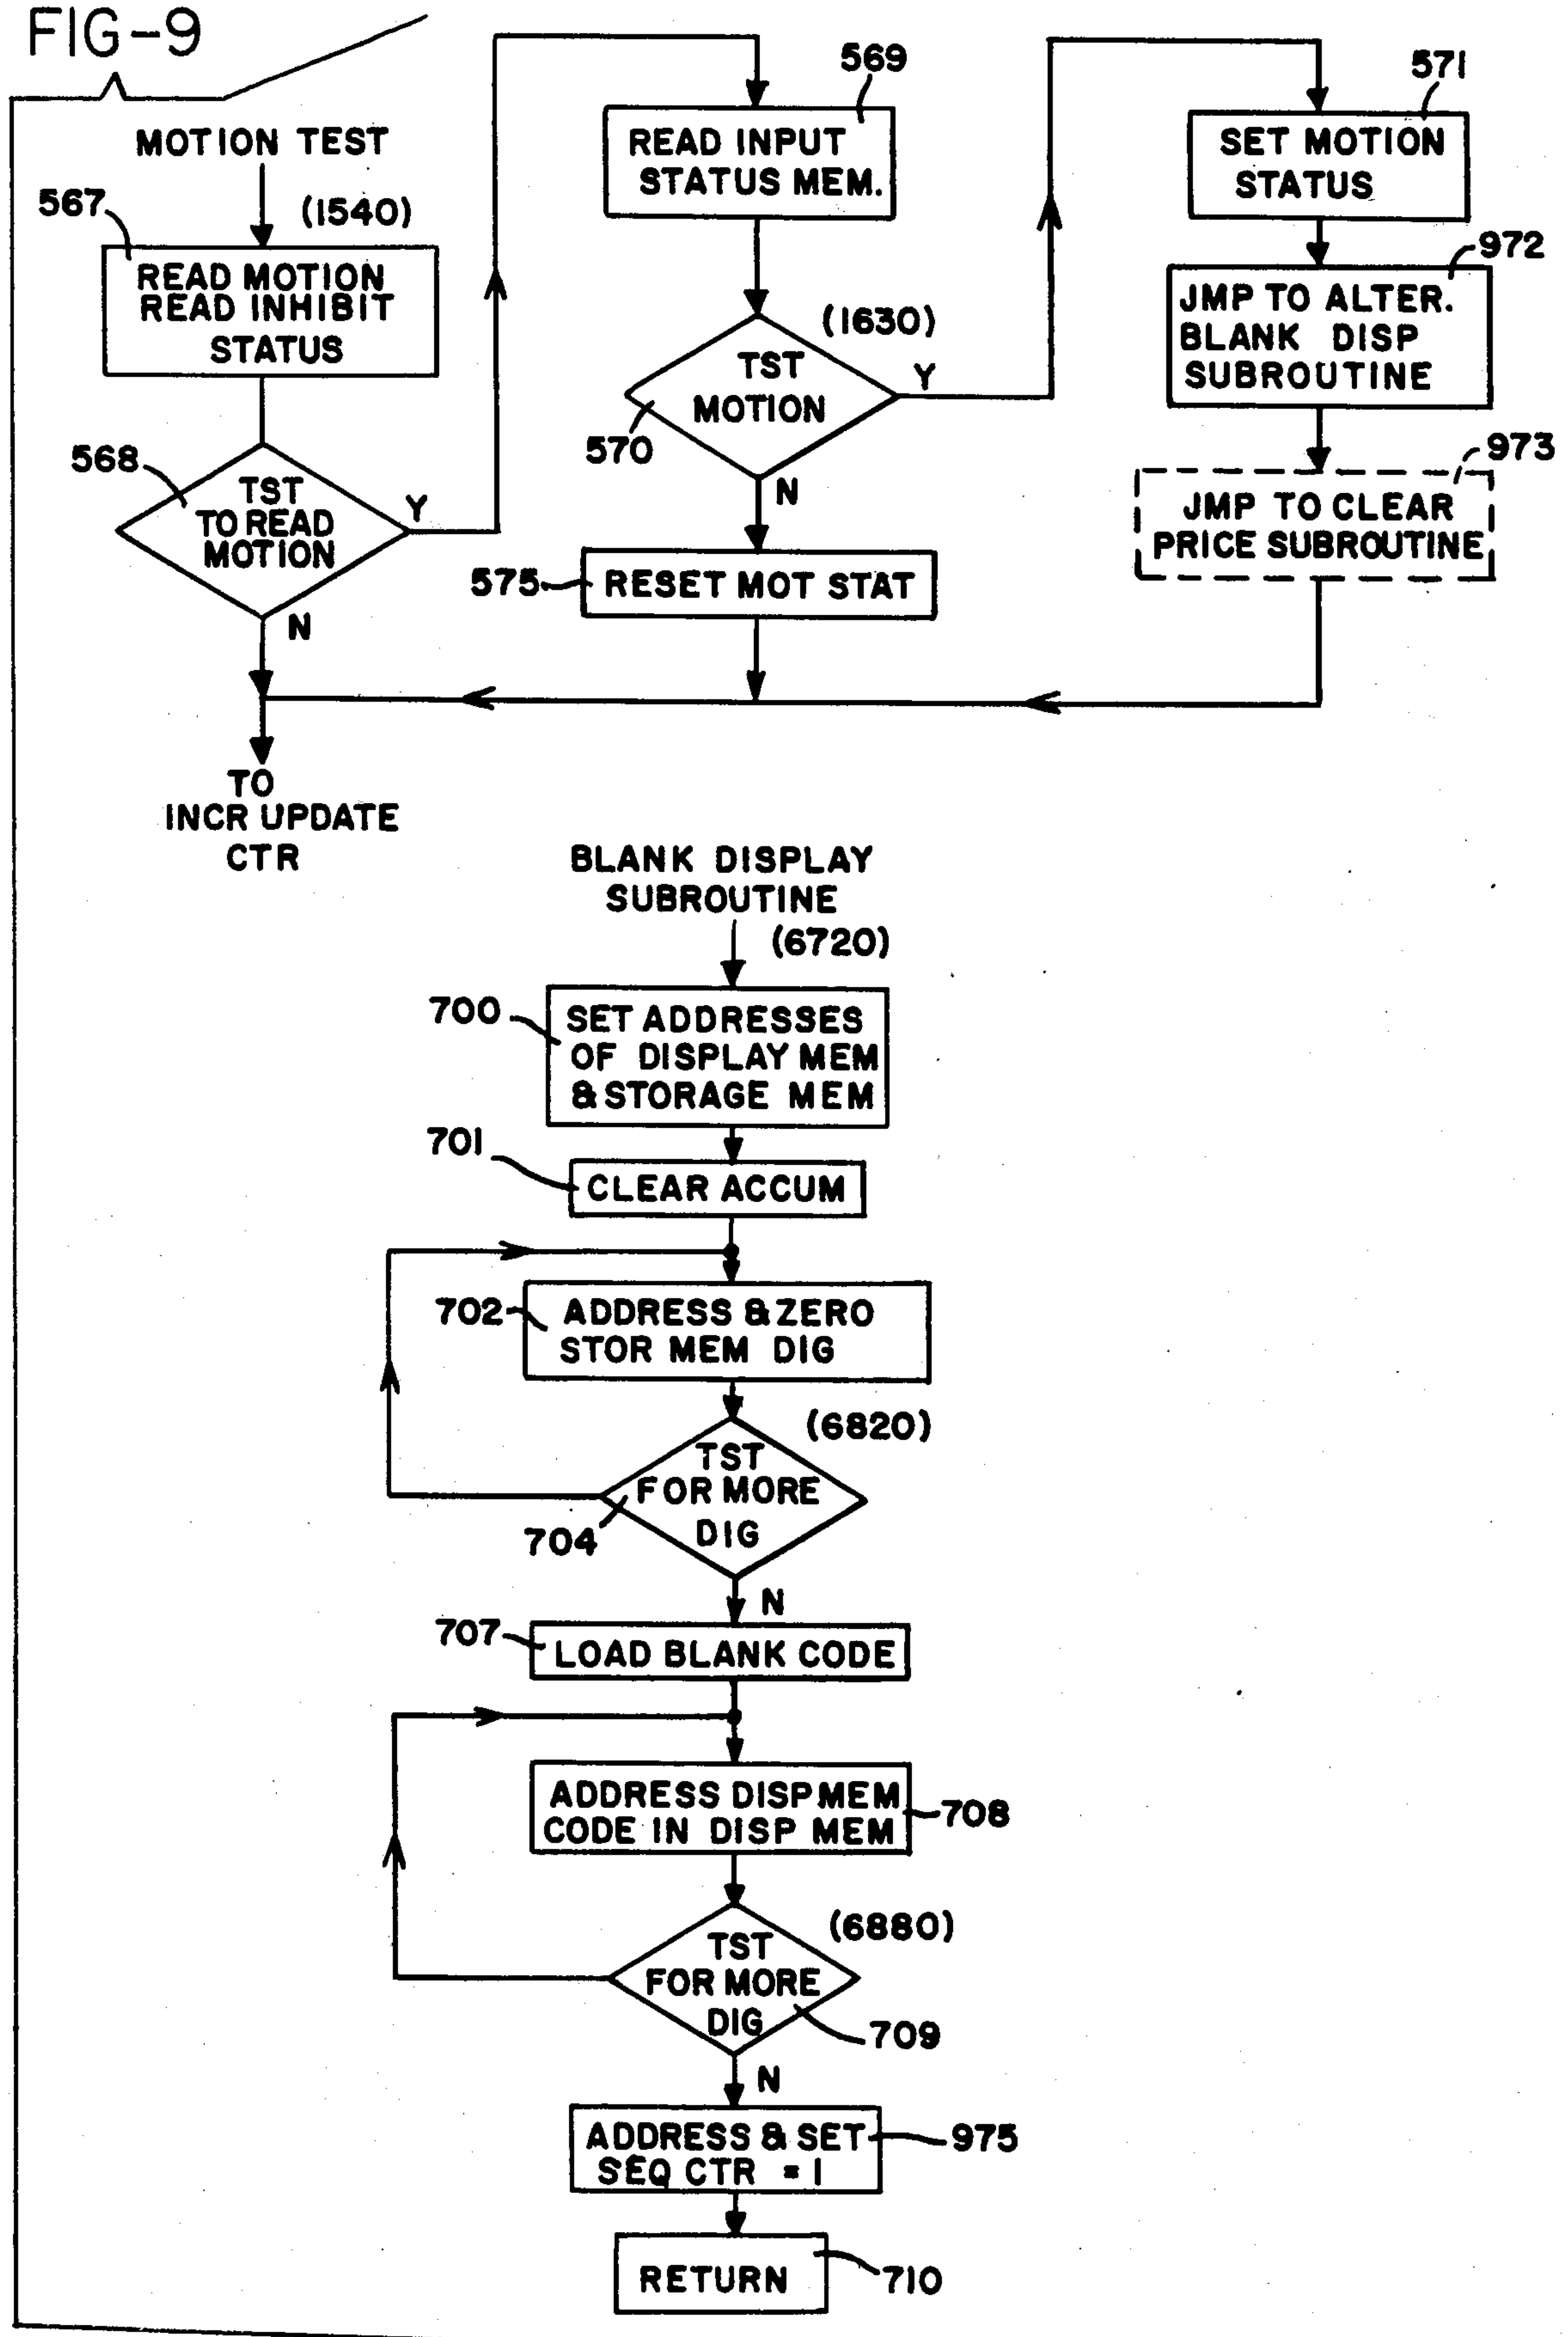 FIG-9
MOTION TEST
567
(1540)
READ MOTION
READ INHIBIT
STATUS
568
TST
TO READ
MOTION
Y
N
TO
INCR UPDATE
CTR
569
READ INPUT
STATUS MEM.
(1630)
TST
MOTION
570
Y
N
575
RESET MOT STAT
571
SET MOTION
STATUS
972
JMP TO ALTER.
BLANK DISP
SUBROUTINE
973
JMP TO CLEAR
PRICE SUBROUTINE
BLANK DISPLAY
SUBROUTINE
(6720)
700
SET ADDRESSES
OF DISPLAY MEM
& STORAGE MEM
701
CLEAR ACCUM
702
ADDRESS & ZERO
STOR MEM DIG
(6820)
TST
FOR MORE
DIG
704
N
707
LOAD BLANK CODE
ADDRESS DISP MEM
CODE IN DISP MEM
708
(6880)
TST
FOR MORE
DIG
709
N
ADDRESS & SET
SEQ CTR = 1
975
RETURN
710